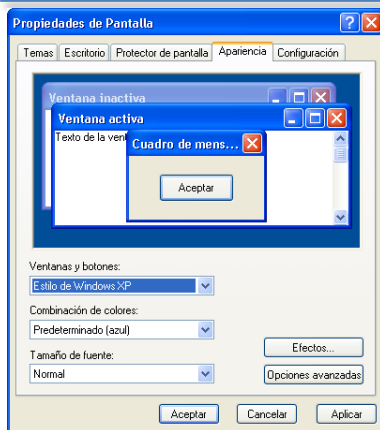 Propiedades de Pantalla
Temas Escritorio Protector de pantalla Apariencia Configuración
Ventana inactiva
Ventana activa
Texto de la vent
Cuadro de mens...
Aceptar
Ventanas y botones:
Estilo de Windows XP
Combinación de colores:
Predeterminado (azul)
Efectos...
Tamaño de fuente:
Normal
Opciones avanzadas
Aceptar Cancelar Aplicar